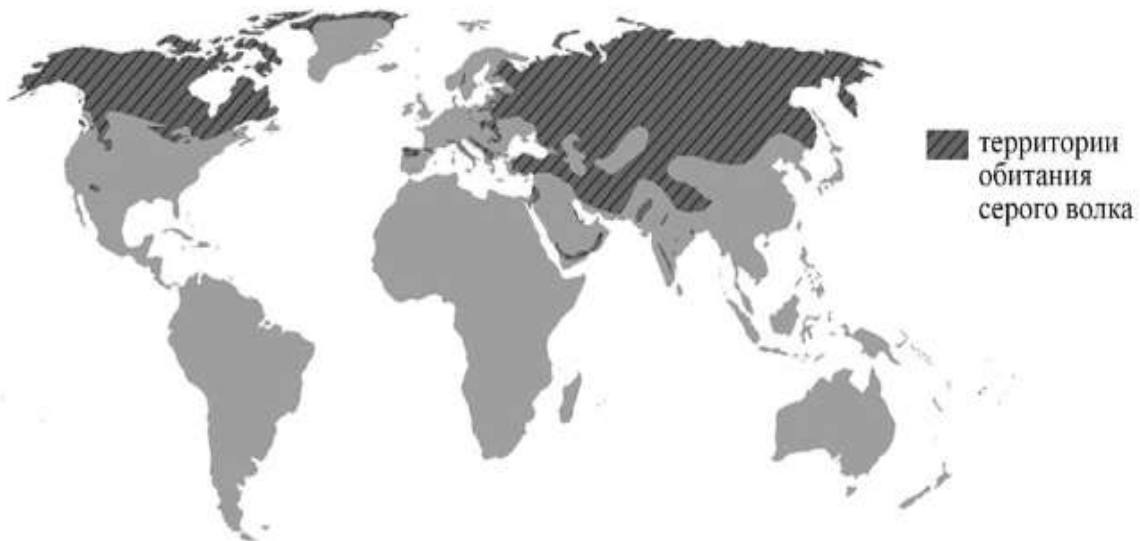 территории
обитания
серого волка